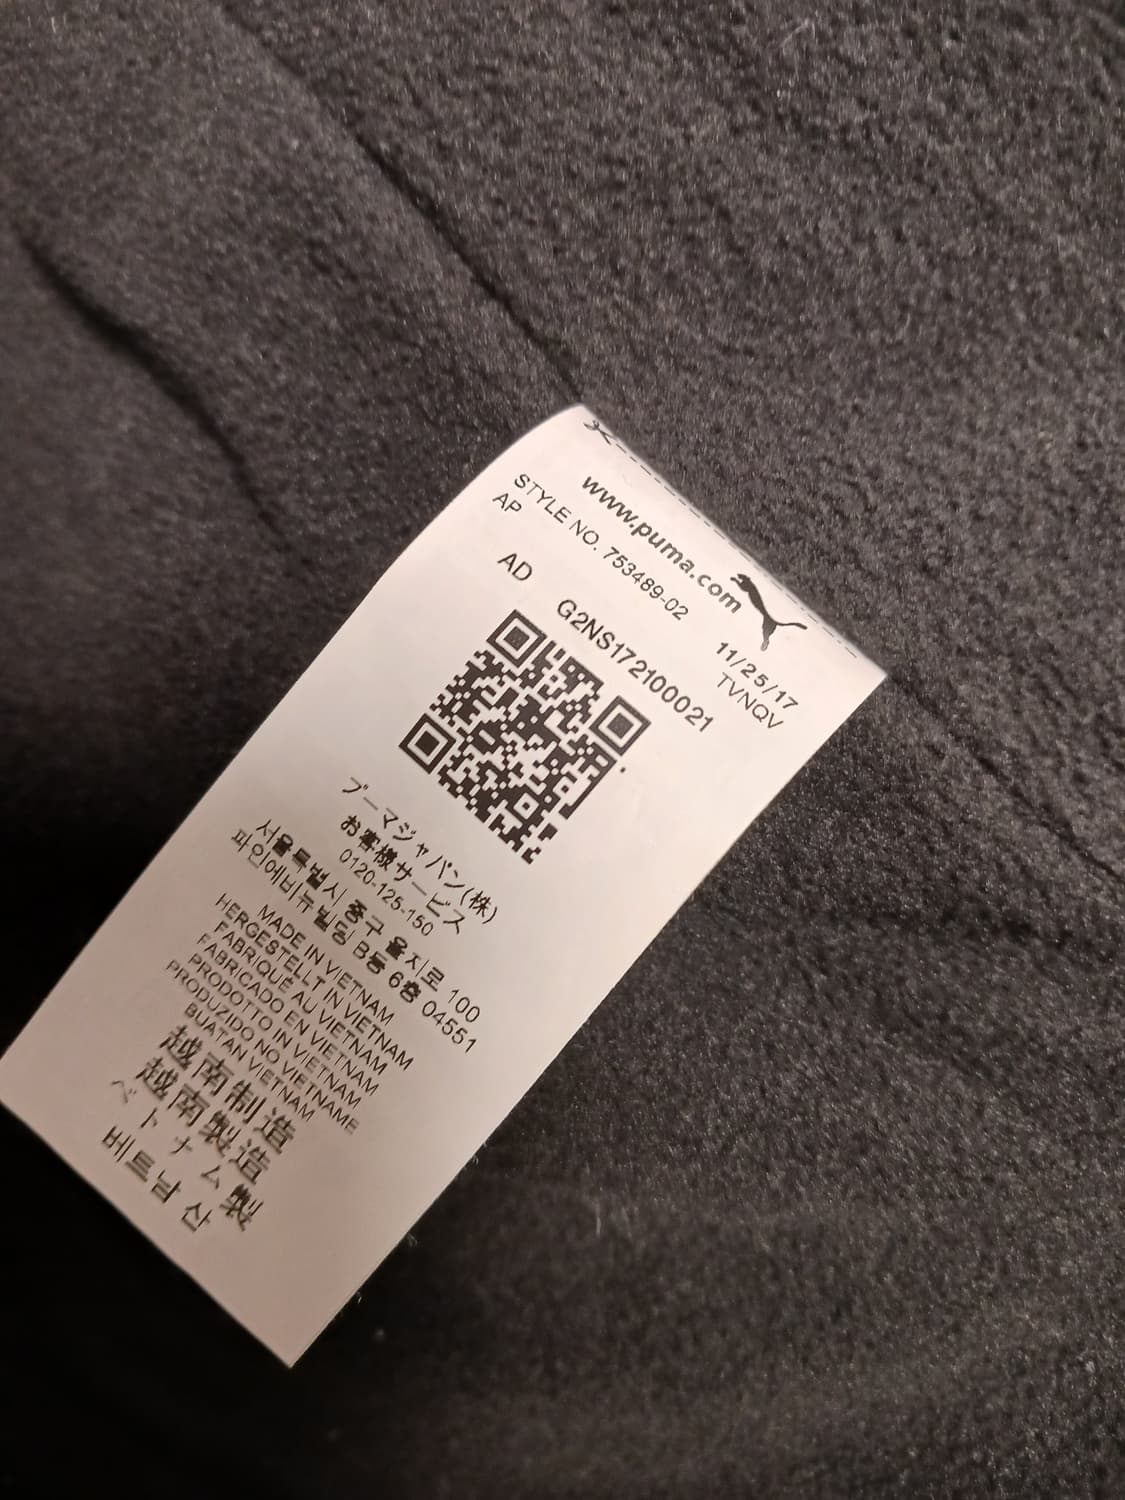 www.puma.com
STYLE NO. 753489-02 11/25/17
AP TVNQV
AD G2NS172100021
プーマジャパン(株)
お客様サービス
0120-125-150
서울특별시 중구 을지로 100
파인에비뉴빌딩 B동 6층 04551
MADE IN VIETNAM
HERGESTELLT IN VIETNAM
FABRIQUÉ AU VIETNAM
FABRICADO EN VIETNAM
PRODOTTO IN VIETNAM
PRODUZIDO NO VIETNAME
BUATAN VIETNAM
越南制造
越南製造
ベトナム製
베트남 산